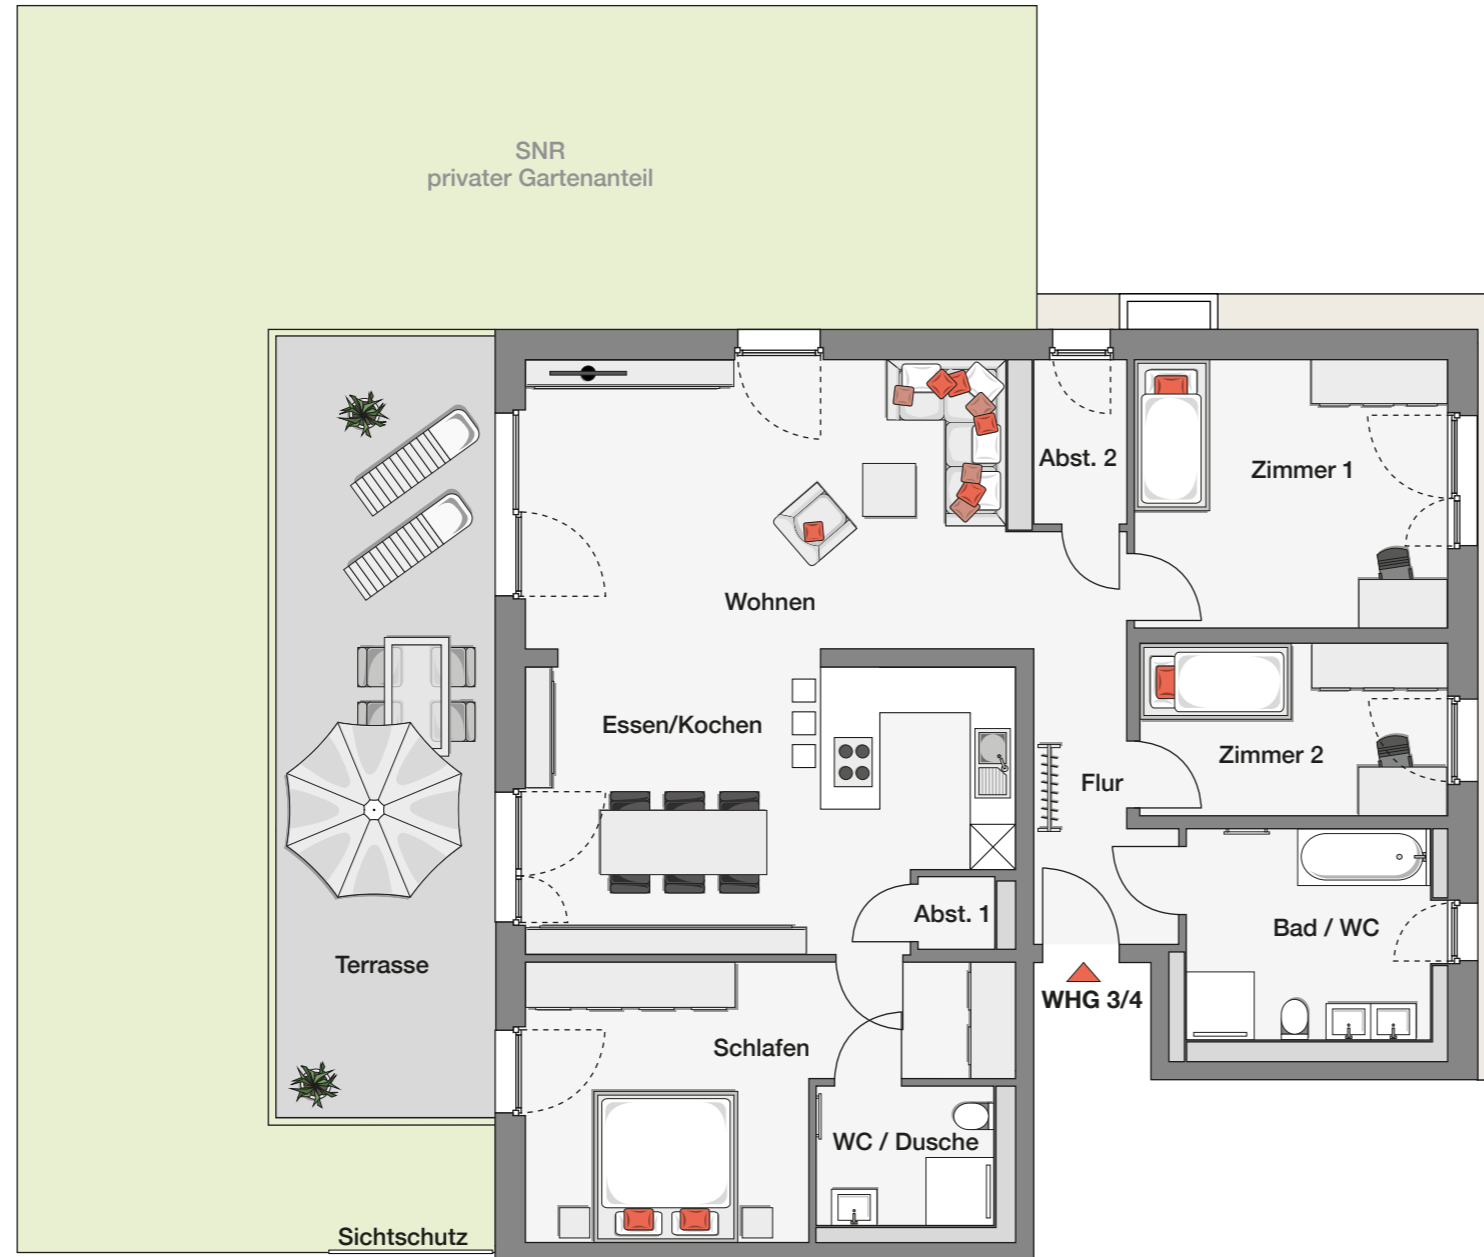 SNR
privater Gartenanteil
Abst. 2
Zimmer 1
Wohnen
Essen/Kochen
Zimmer 2
Flur
Abst. 1
Bad / WC
Terrasse
WHG 3/4
Schlafen
WC / Dusche
Sichtschutz